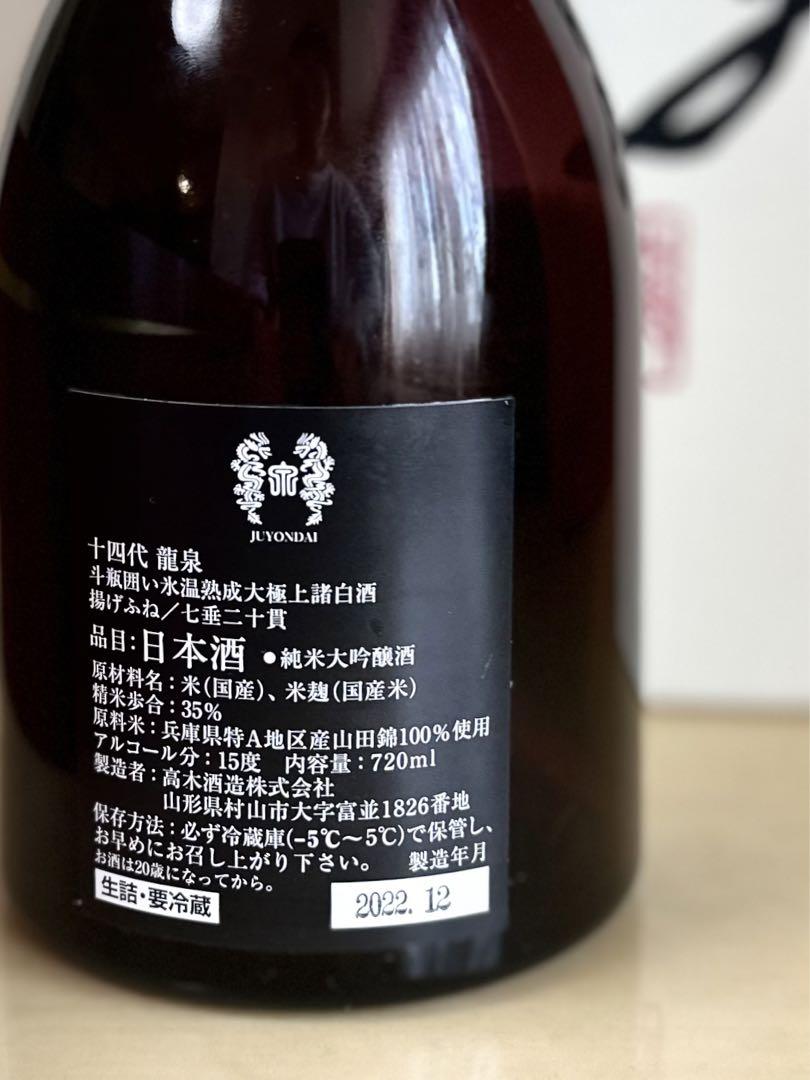 JUYONDAI
十四代 龍泉
斗瓶囲い氷温熟成大極上諸白酒
揚げふね／七垂二十貫
品目：日本酒 ●純米大吟醸酒
原材料名：米(国産)、米麹(国産米)
精米歩合：35％
原料米：兵庫県特A地区産山田錦100％使用
アルコール分：15度　内容量：720ml
製造者：高木酒造株式会社
山形県村山市大字富並1826番地
保存方法：必ず冷蔵庫(−5℃〜5℃)で保管し、
お早めにお召し上がり下さい。　製造年月
お酒は20歳になってから。
生詰・要冷蔵　2022. 12